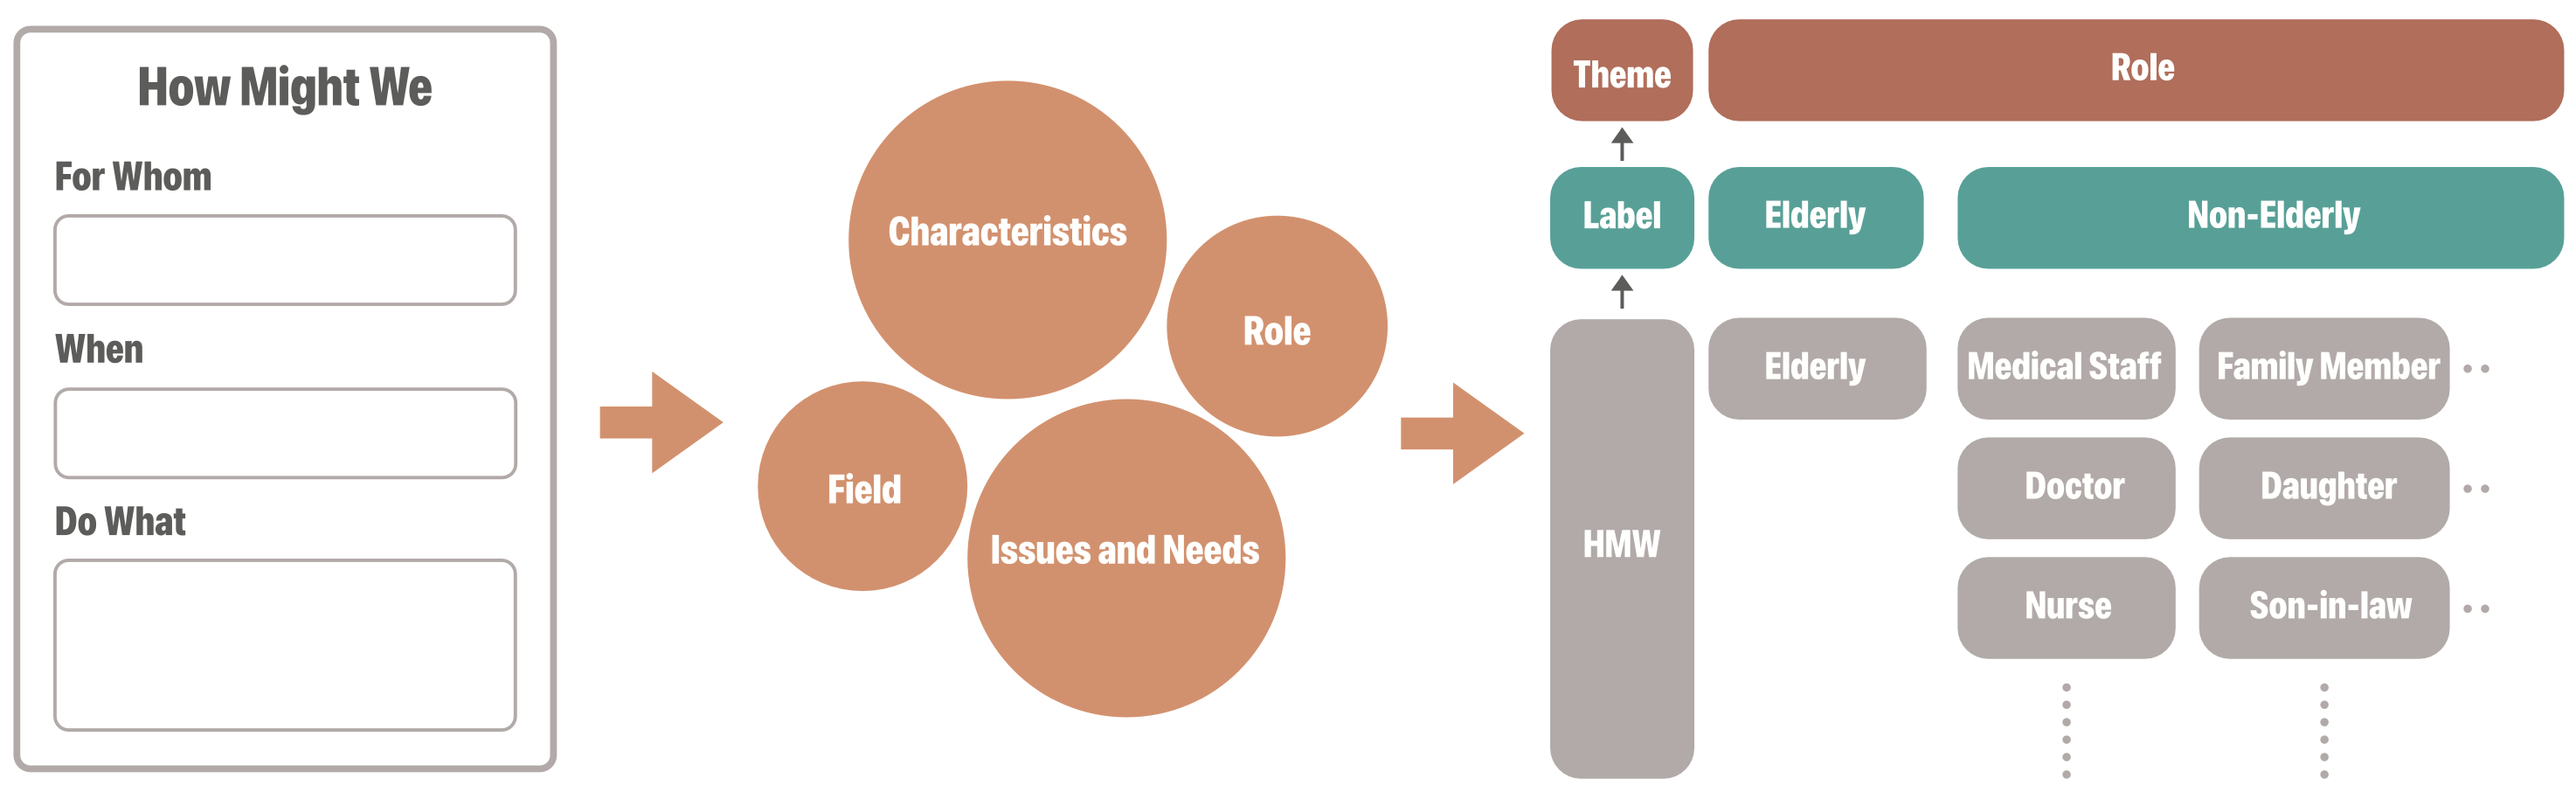 How Might We
For Whom
When
Do What
Characteristics
Role
Field
Issues and Needs
Theme
Role
Label
Elderly
Non-Elderly
HMW
Elderly
Medical Staff
Family Member
Doctor
Daughter
Nurse
Son-in-law